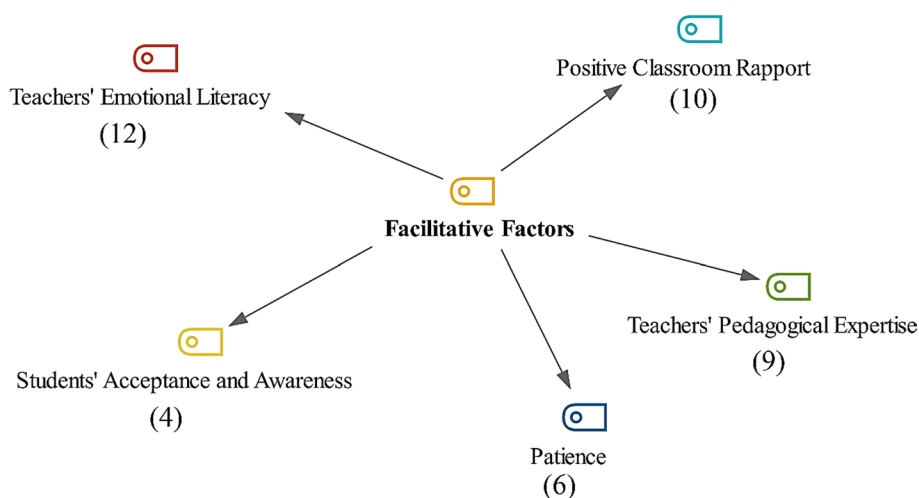 Positive Classroom Rapport
(10)
Teachers' Emotional Literacy
(12)
Facilitative Factors
Teachers' Pedagogical Expertise
(9)
Students' Acceptance and Awareness
(4)
Patience
(6)